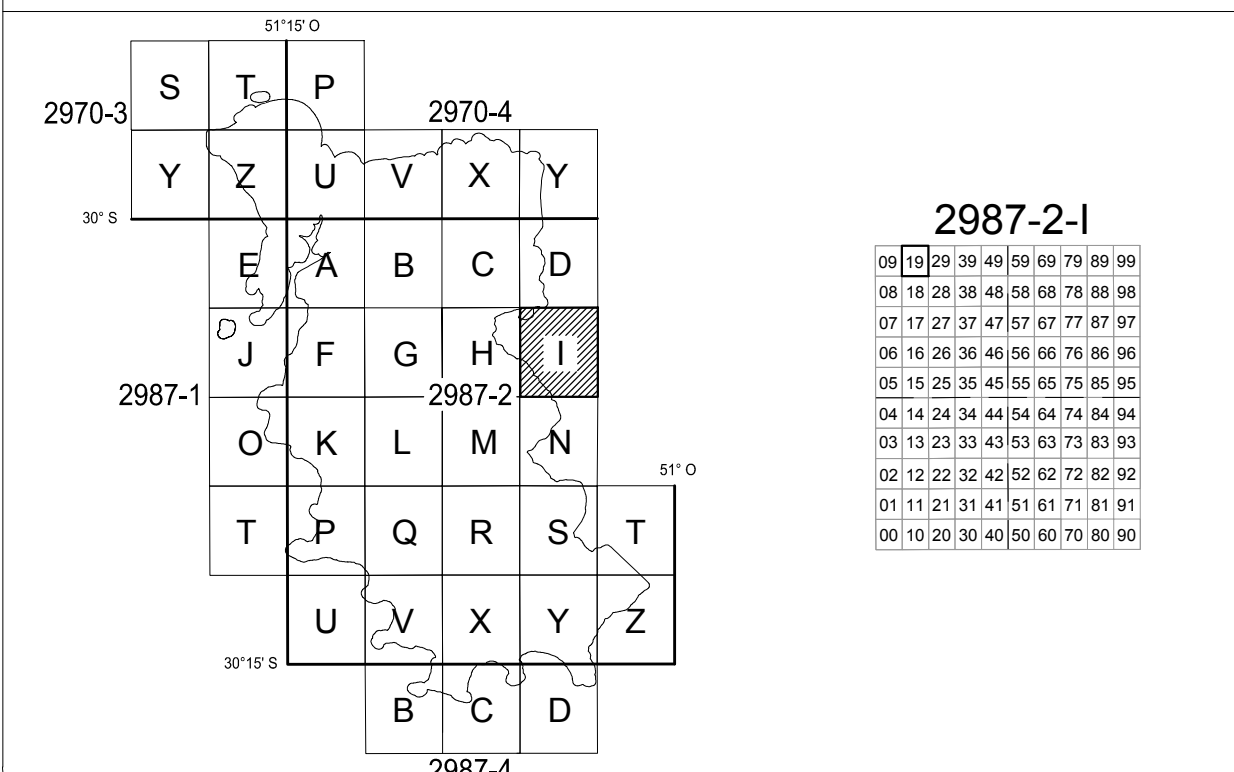 51°15' O
S T P
2970-3 2970-4
Y Z U V X Y
30° S
E A B C D
J F G H I
2987-1 2987-2
O K L M N
51° O
T P Q R S T
U V X Y Z
30°15' S
B C D
2987-4
2987-2-I
09 19 29 39 49 59 69 79 89 99
08 18 28 38 48 58 68 78 88 98
07 17 27 37 47 57 67 77 87 97
06 16 26 36 46 56 66 76 86 96
05 15 25 35 45 55 65 75 85 95
04 14 24 34 44 54 64 74 84 94
03 13 23 33 43 53 63 73 83 93
02 12 22 32 42 52 62 72 82 92
01 11 21 31 41 51 61 71 81 91
00 10 20 30 40 50 60 70 80 90